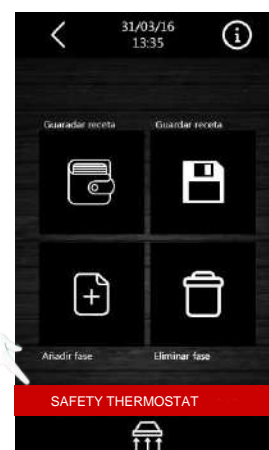 31/03/16
13:35
Guaradar receta Guardar receta
Añadir fase Eliminar fase
SAFETY THERMOSTAT